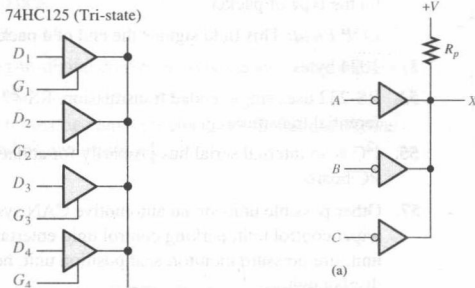 74HC125 (Tri-state)
D1
G1
D2
G2
D3
G3
D4
G4
+V
Rp
A
X
B
C
(a)